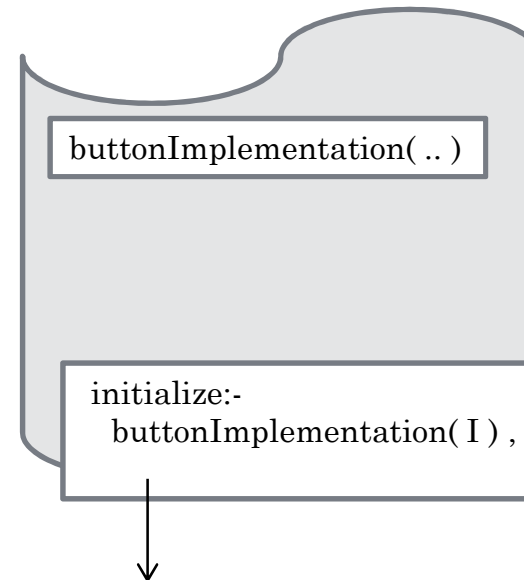 buttonImplementation( .. )
initialize:-
buttonImplementation( I ) ,